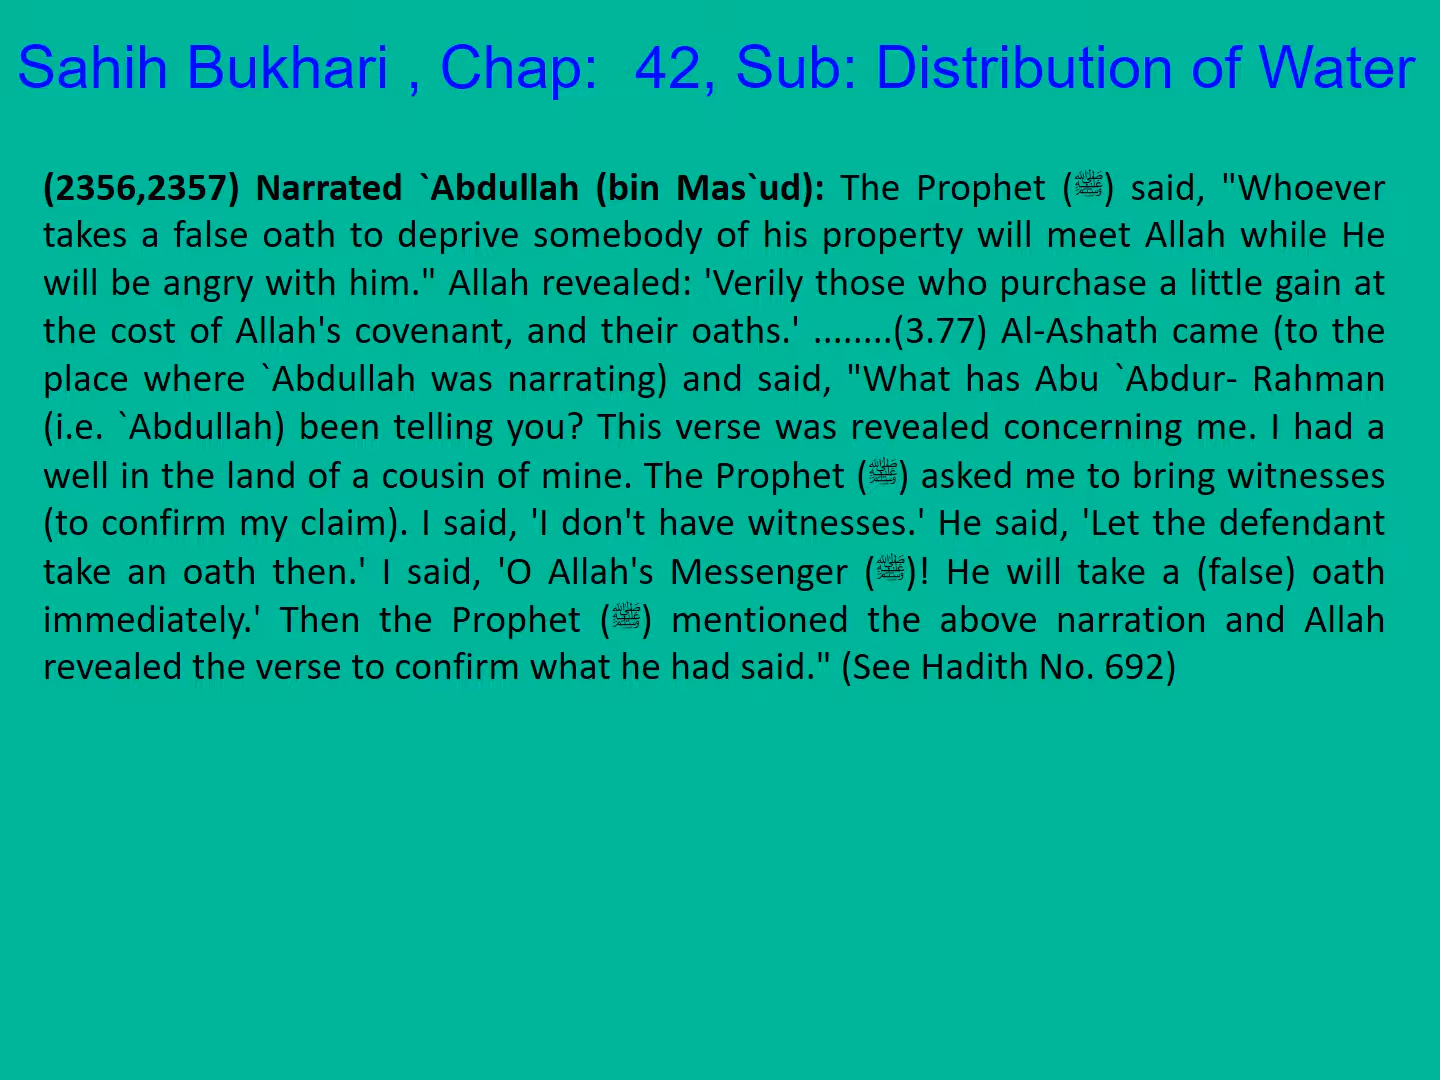 Sahih Bukhari , Chap:  42, Sub: Distribution of Water
(2356,2357) Narrated `Abdullah (bin Mas`ud): The Prophet (ﷺ) said, "Whoever
takes a false oath to deprive somebody of his property will meet Allah while He
will be angry with him." Allah revealed: 'Verily those who purchase a little gain at
the cost of Allah's covenant, and their oaths.' ........(3.77) Al-Ashath came (to the
place where `Abdullah was narrating) and said, "What has Abu `Abdur- Rahman
(i.e. `Abdullah) been telling you? This verse was revealed concerning me. I had a
well in the land of a cousin of mine. The Prophet (ﷺ) asked me to bring witnesses
(to confirm my claim). I said, 'I don't have witnesses.' He said, 'Let the defendant
take an oath then.' I said, 'O Allah's Messenger (ﷺ)! He will take a (false) oath
immediately.' Then the Prophet (ﷺ) mentioned the above narration and Allah
revealed the verse to confirm what he had said." (See Hadith No. 692)